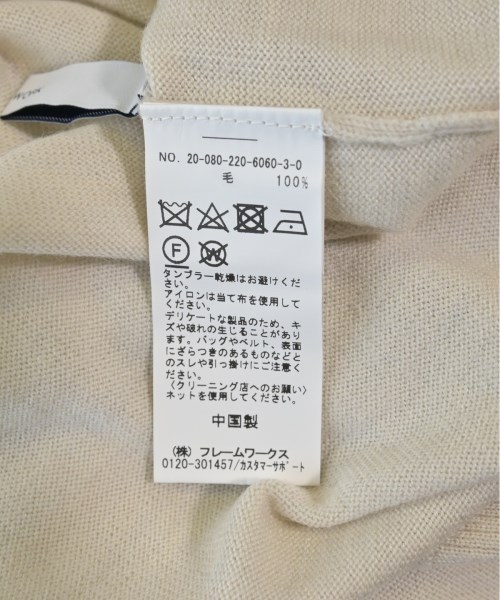 NO. 20-080-220-6060-3-0
毛 100%
F W
タンブラー乾燥はお避けくださ
い。
アイロンは当て布を使用して
ください。
デリケートな製品のため、キ
ズや破れの生じることがあり
ます。バッグやベルト、表面
にざらつきのあるものなどと
のスレや引っ掛けにご注意く
ださい。
〈クリーニング店へのお願い〉
ネットを使用してください。
中国製
(株) フレームワークス
0120-301457/カスタマーサポート